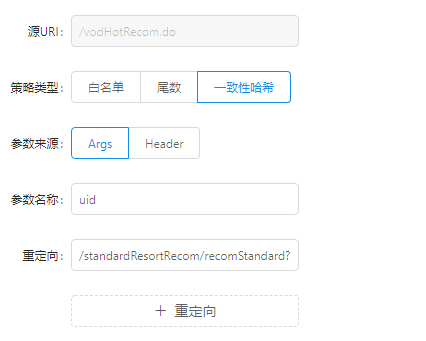 源URI: /vodHotRecom.do
策略类型: 白名单 尾数 一致性哈希
参数来源: Args Header
参数名称: uid
重定向: /standardResortRecom/recomStandard?
+ 重定向